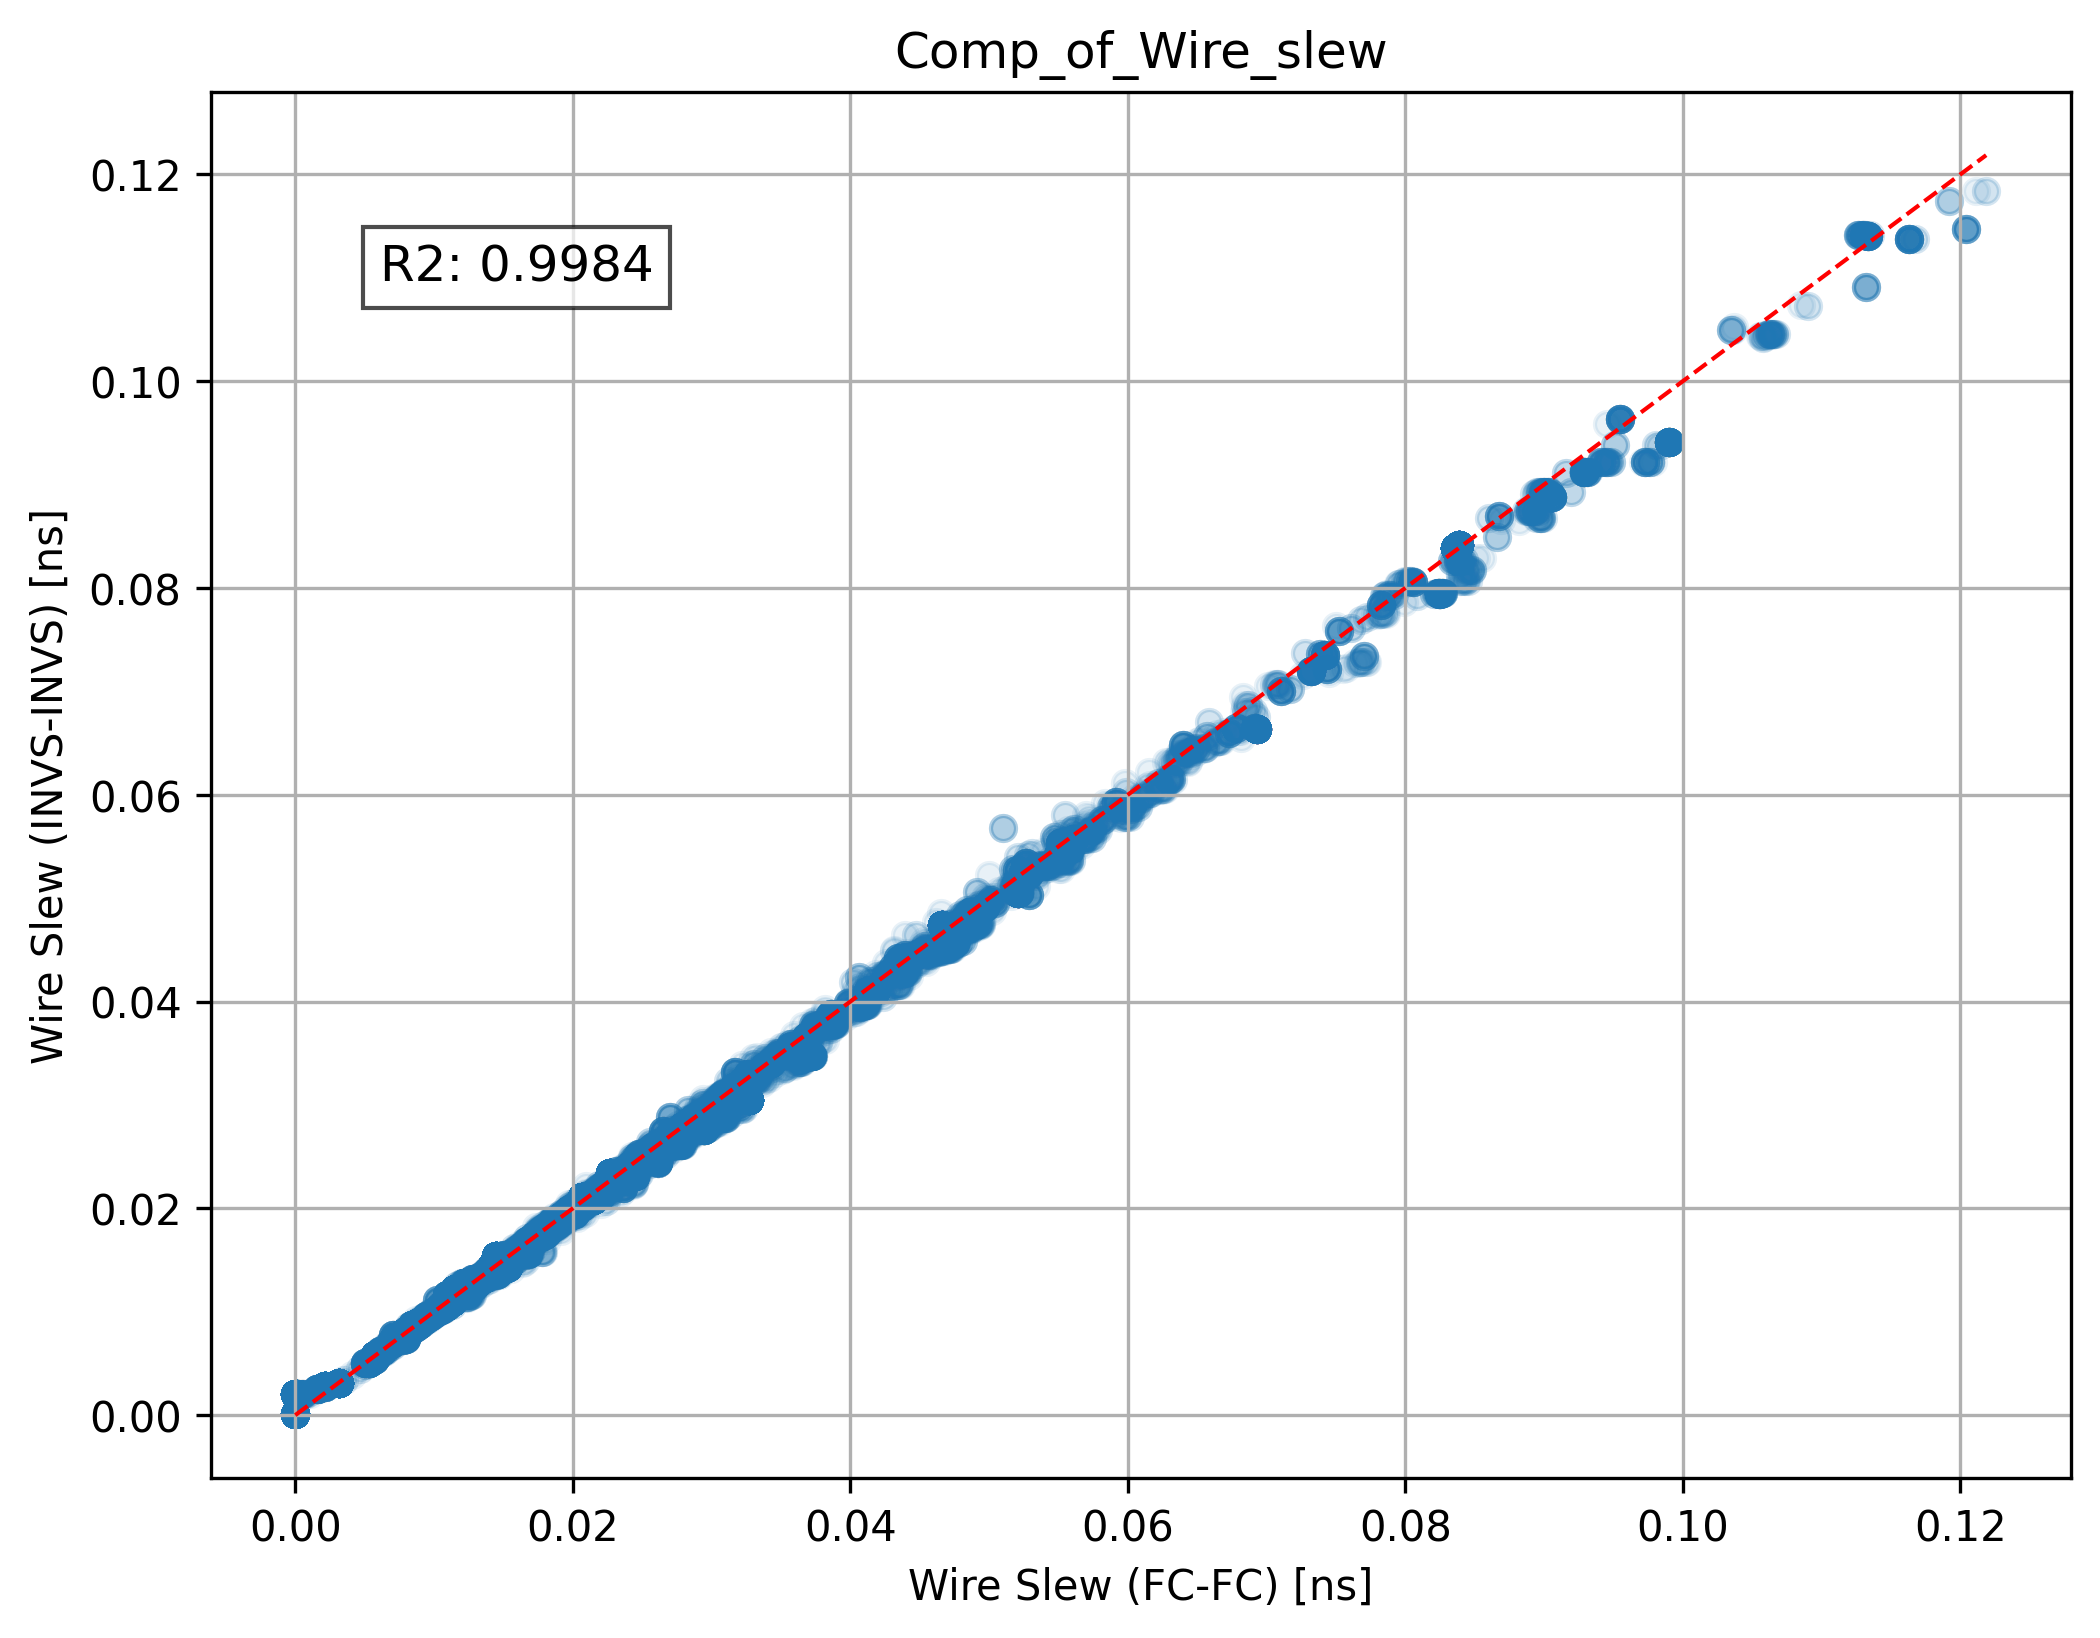 Comp_of_Wire_slew
R2: 0.9984
Wire Slew (INVS-INVS) [ns]
0.12
0.10
0.08
0.06
0.04
0.02
0.00
0.00 0.02 0.04 0.06 0.08 0.10 0.12
Wire Slew (FC-FC) [ns]